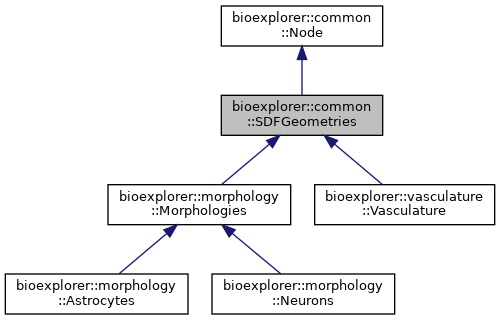 bioexplorer::common
::Node
bioexplorer::common
::SDFGeometries
bioexplorer::morphology
::Morphologies
bioexplorer::vasculature
::Vasculature
bioexplorer::morphology
::Astrocytes
bioexplorer::morphology
::Neurons